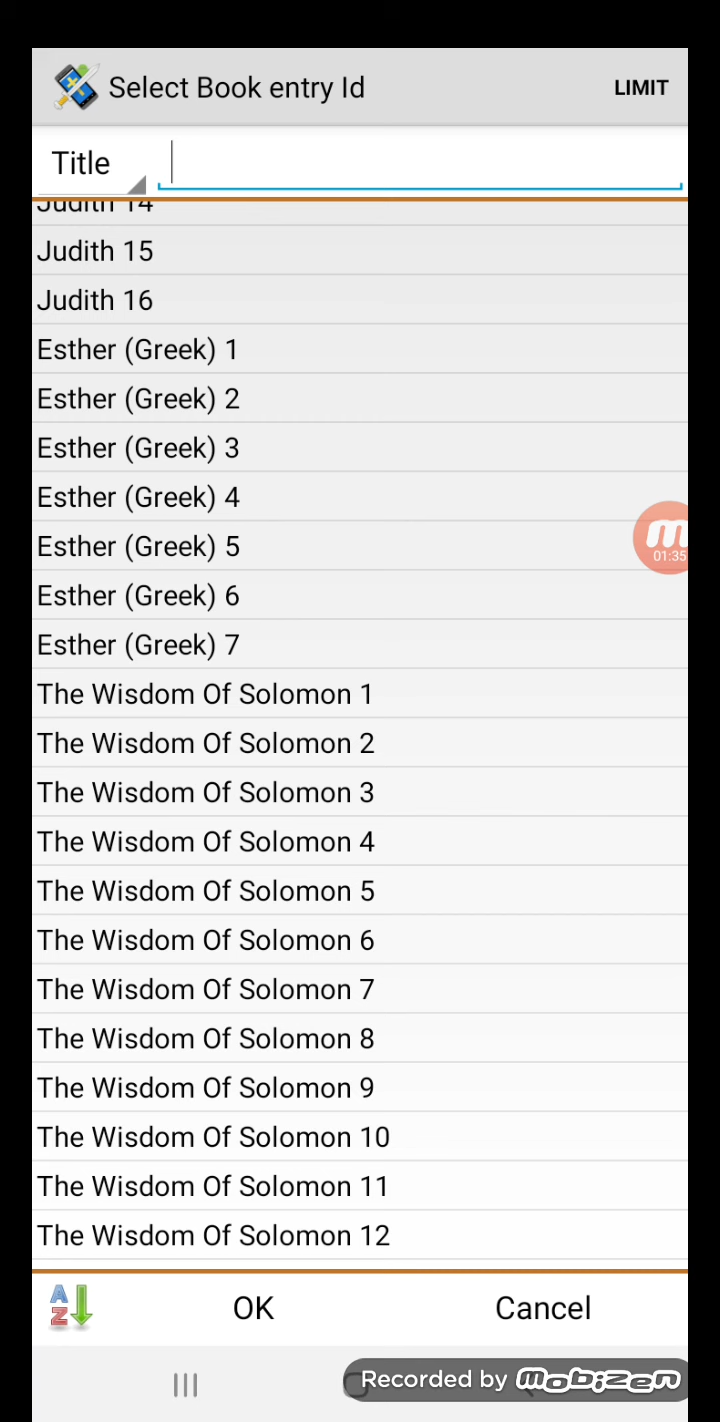 Select Book entry Id
LIMIT
Title
Judith 14
Judith 15
Judith 16
Esther (Greek) 1
Esther (Greek) 2
Esther (Greek) 3
Esther (Greek) 4
Esther (Greek) 5
01:35
Esther (Greek) 6
Esther (Greek) 7
The Wisdom Of Solomon 1
The Wisdom Of Solomon 2
The Wisdom Of Solomon 3
The Wisdom Of Solomon 4
The Wisdom Of Solomon 5
The Wisdom Of Solomon 6
The Wisdom Of Solomon 7
The Wisdom Of Solomon 8
The Wisdom Of Solomon 9
The Wisdom Of Solomon 10
The Wisdom Of Solomon 11
The Wisdom Of Solomon 12
A
Z
OK
Cancel
Recorded by mobizen